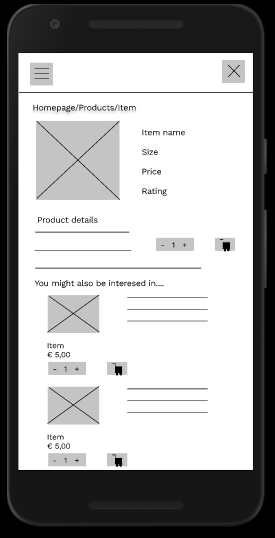 Homepage/Products/Item
Item name
Size
Price
Rating
Product details
- 1 +
You might also be interesed in....
Item
€ 5,00
- 1 +
Item
€ 5,00
- 1 +